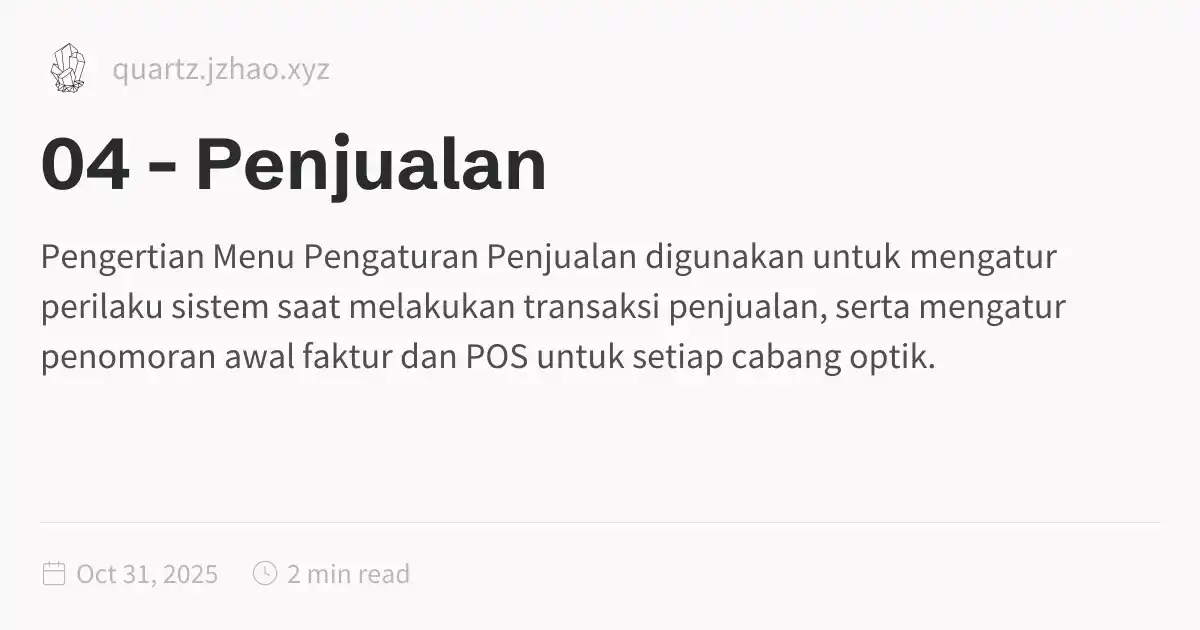 quartz.jzhao.xyz
04 - Penjualan
Pengertian Menu Pengaturan Penjualan digunakan untuk mengatur
perilaku sistem saat melakukan transaksi penjualan, serta mengatur
penomoran awal faktur dan POS untuk setiap cabang optik.
Oct 31, 2025 2 min read